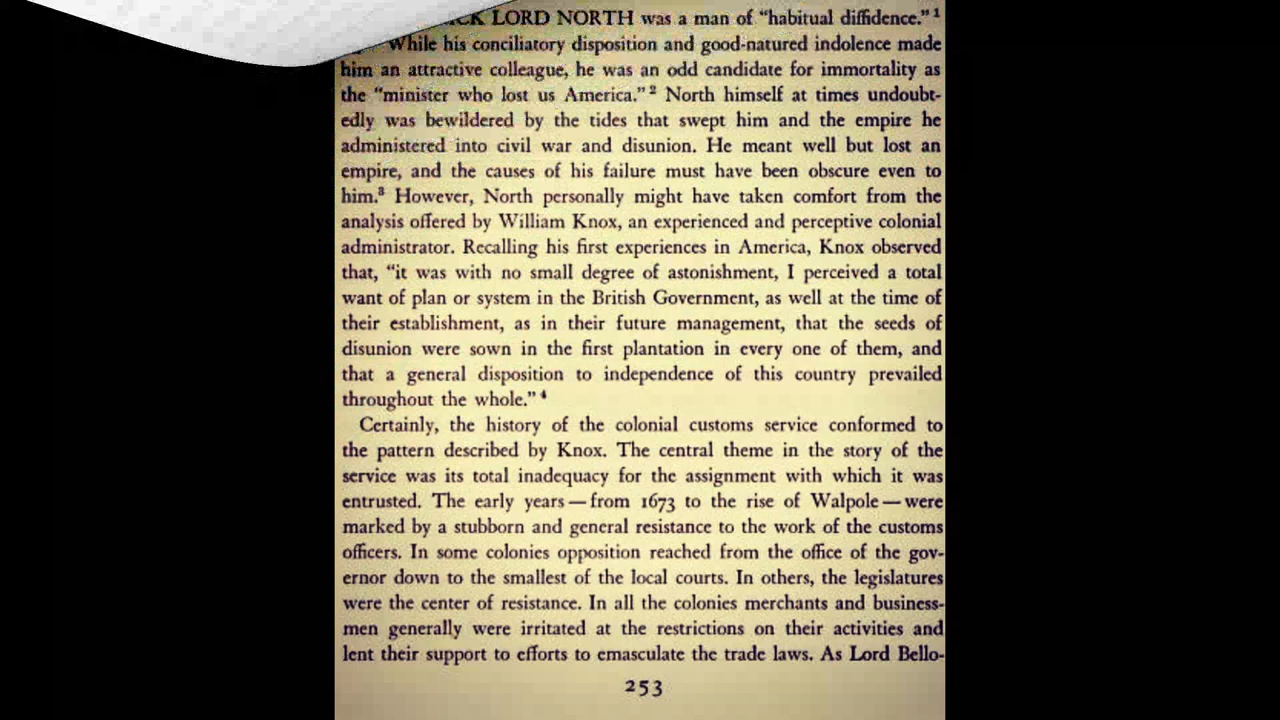 LORD NORTH was a man of “habitual diffidence.” ¹
While his conciliatory disposition and good-natured indolence made
him an attractive colleague, he was an odd candidate for immortality as
the “minister who lost us America.” ² North himself at times undoubt-
edly was bewildered by the tides that swept him and the empire he
administered into civil war and disunion. He meant well but lost an
empire, and the causes of his failure must have been obscure even to
him.³ However, North personally might have taken comfort from the
analysis offered by William Knox, an experienced and perceptive colonial
administrator. Recalling his first experiences in America, Knox observed
that, “it was with no small degree of astonishment, I perceived a total
want of plan or system in the British Government, as well at the time of
their establishment, as in their future management, that the seeds of
disunion were sown in the first plantation in every one of them, and
that a general disposition to independence of this country prevailed
throughout the whole.” ⁴
Certainly, the history of the colonial customs service conformed to
the pattern described by Knox. The central theme in the story of the
service was its total inadequacy for the assignment with which it was
entrusted. The early years — from 1673 to the rise of Walpole — were
marked by a stubborn and general resistance to the work of the customs
officers. In some colonies opposition reached from the office of the gov-
ernor down to the smallest of the local courts. In others, the legislatures
were the center of resistance. In all the colonies merchants and business-
men generally were irritated at the restrictions on their activities and
lent their support to efforts to emasculate the trade laws. As Lord Bello-
253